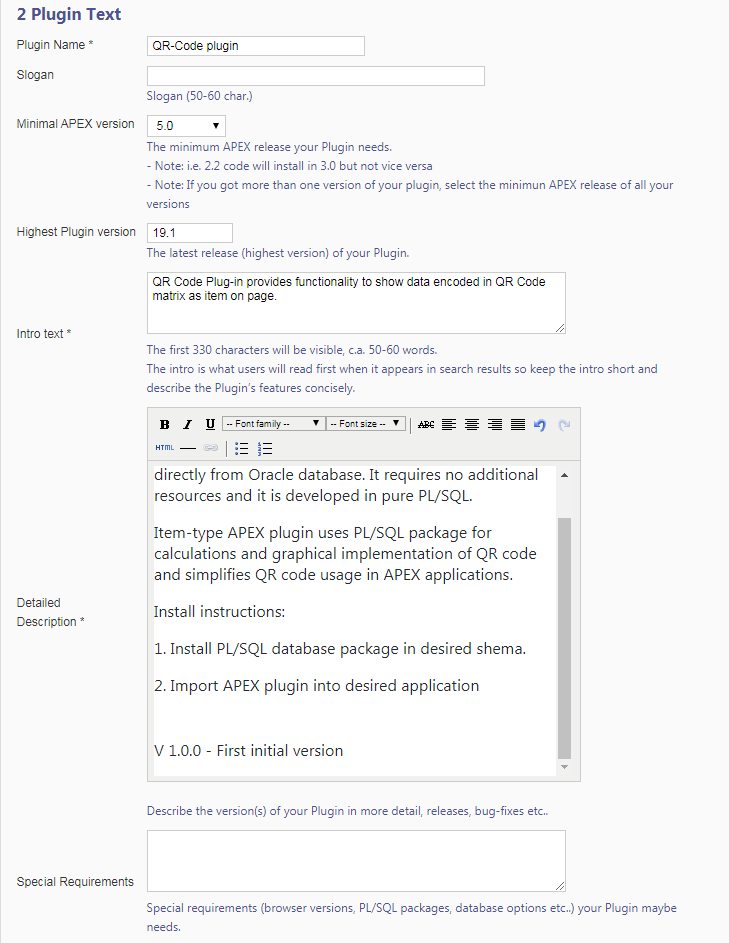 2 Plugin Text
Plugin Name *
QR-Code plugin
Slogan
Slogan (50-60 char.)
Minimal APEX version
5.0
The minimum APEX release your Plugin needs.
- Note: i.e. 2.2 code will install in 3.0 but not vice versa
- Note: If you got more than one version of your plugin, select the minimun APEX release of all your
versions
Highest Plugin version
19.1
The latest release (highest version) of your Plugin.
QR Code Plug-in provides functionality to show data encoded in QR Code
matrix as item on page.
Intro text *
The first 330 characters will be visible, c.a. 50-60 words.
The intro is what users will read first when it appears in search results so keep the intro short and
describe the Plugin's features concisely.
B I U -- Font family -- -- Font size -- ABC
HTML
directly from Oracle database. It requires no additional
resources and it is developed in pure PL/SQL.
Item-type APEX plugin uses PL/SQL package for
calculations and graphical implementation of QR code
and simplifies QR code usage in APEX applications.
Detailed
Description *
Install instructions:
1. Install PL/SQL database package in desired shema.
2. Import APEX plugin into desired application
V 1.0.0 - First initial version
Describe the version(s) of your Plugin in more detail, releases, bug-fixes etc..
Special Requirements
Special requirements (browser versions, PL/SQL packages, database options etc..) your Plugin maybe
needs.